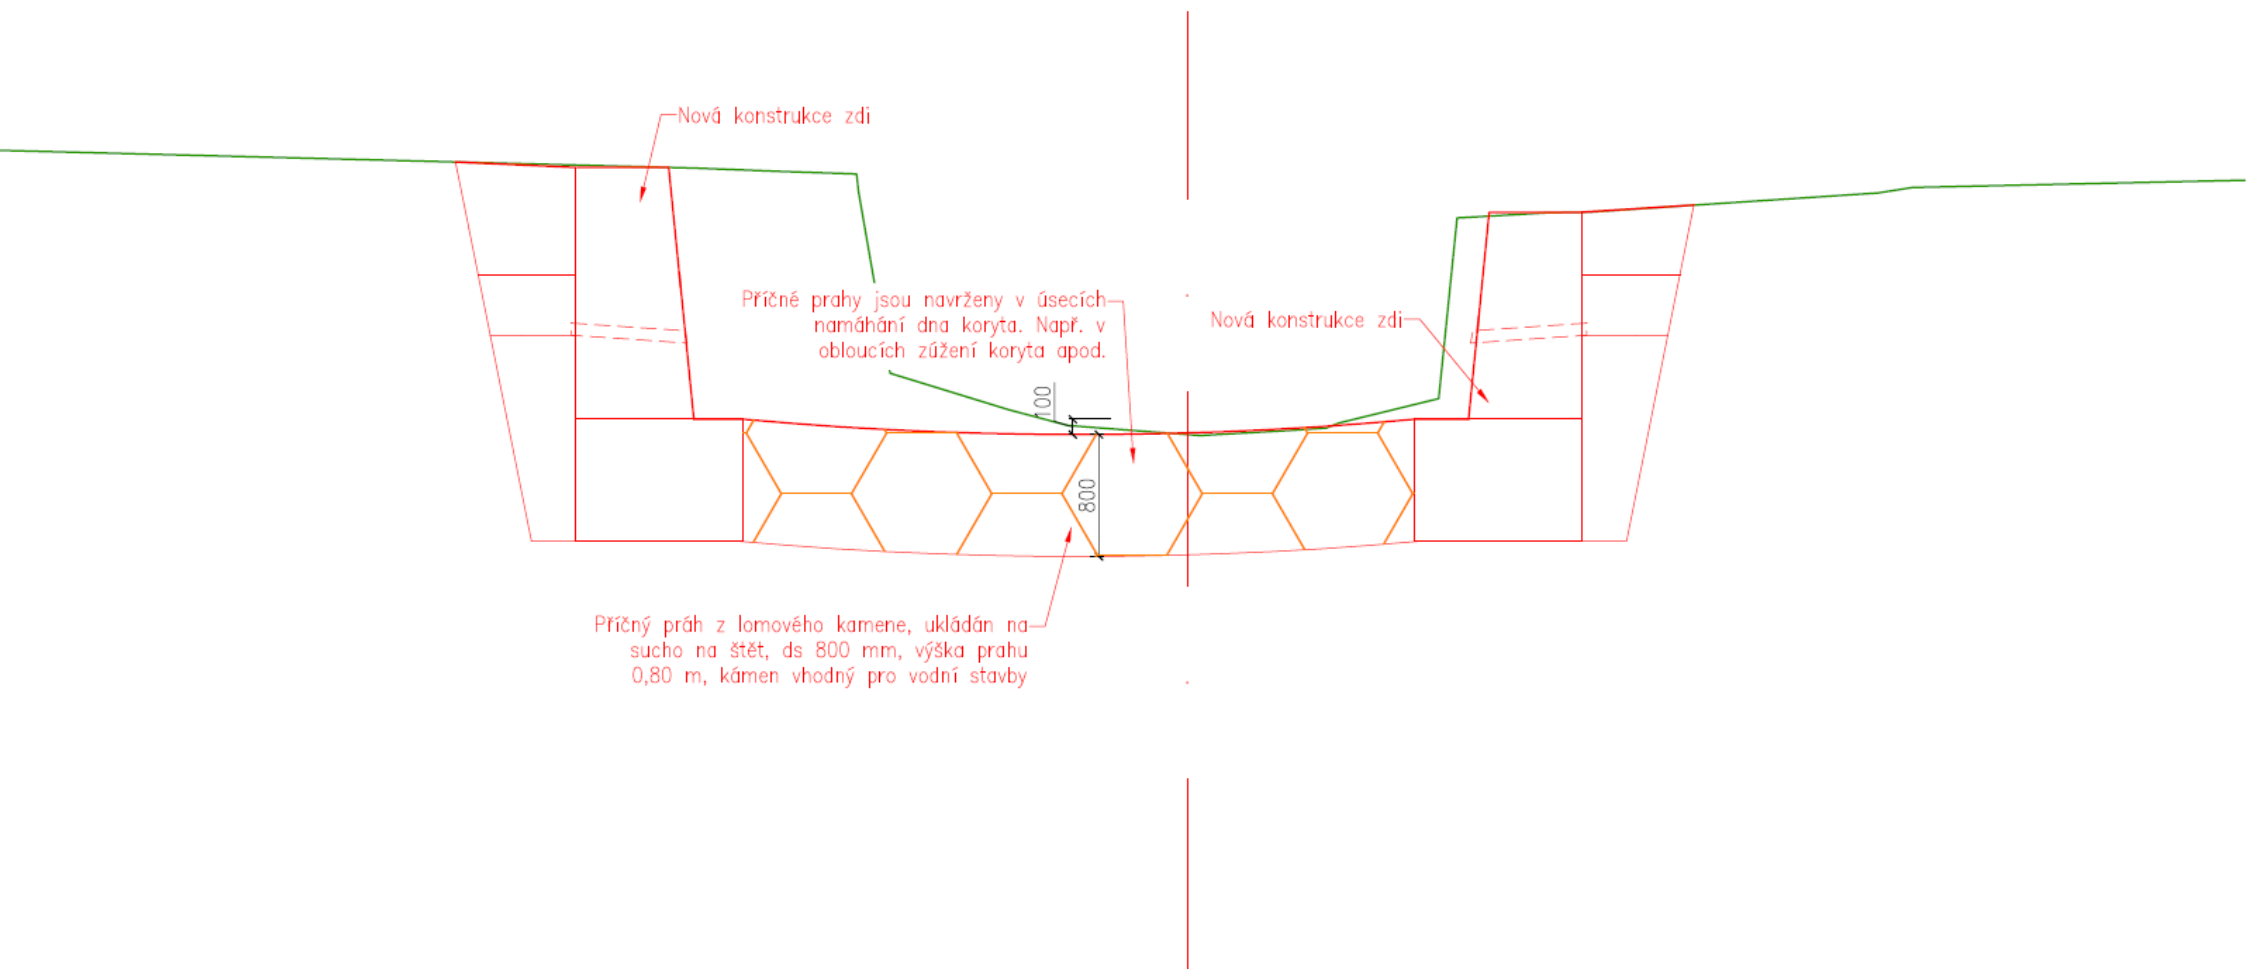 Nová konstrukce zdi
Příčné prahy jsou navrženy v úsecích
namáhání dna koryta. Např. v
obloucích zúžení koryta apod.
Nová konstrukce zdi
100
800
Příčný práh z lomového kamene, ukládán na
sucho na štět, ds 800 mm, výška prahu
0,80 m, kámen vhodný pro vodní stavby